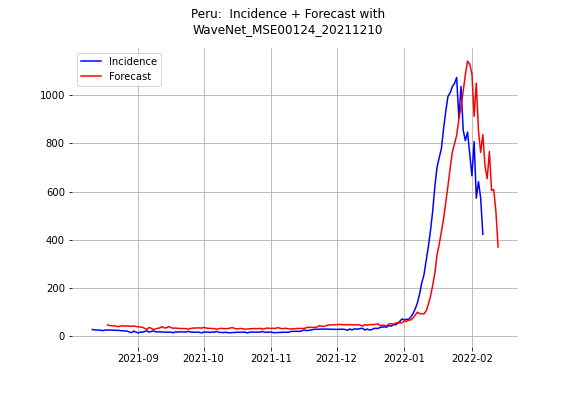 Peru:  Incidence + Forecast with
WaveNet_MSE00124_20211210
Incidence
Forecast
1000
800
600
400
200
0
2021-09 2021-10 2021-11 2021-12 2022-01 2022-02